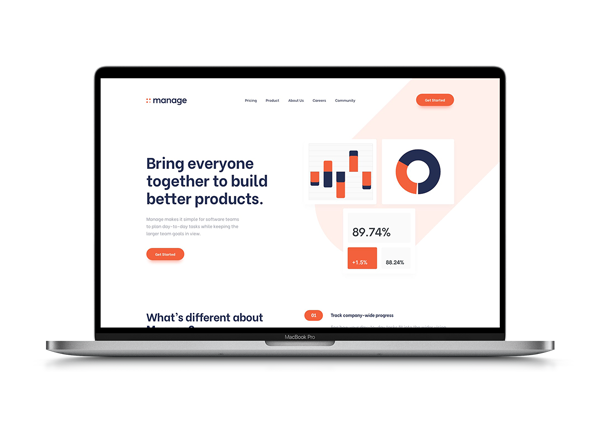 manage
Pricing Product About Us Careers Community
Get Started
Bring everyone
together to build
better products.
Manage makes it simple for software teams
to plan day-to-day tasks while keeping the
larger team goals in view.
Get Started
89.74%
+1.5% 88.24%
What's different about
01 Track company-wide progress
MacBook Pro